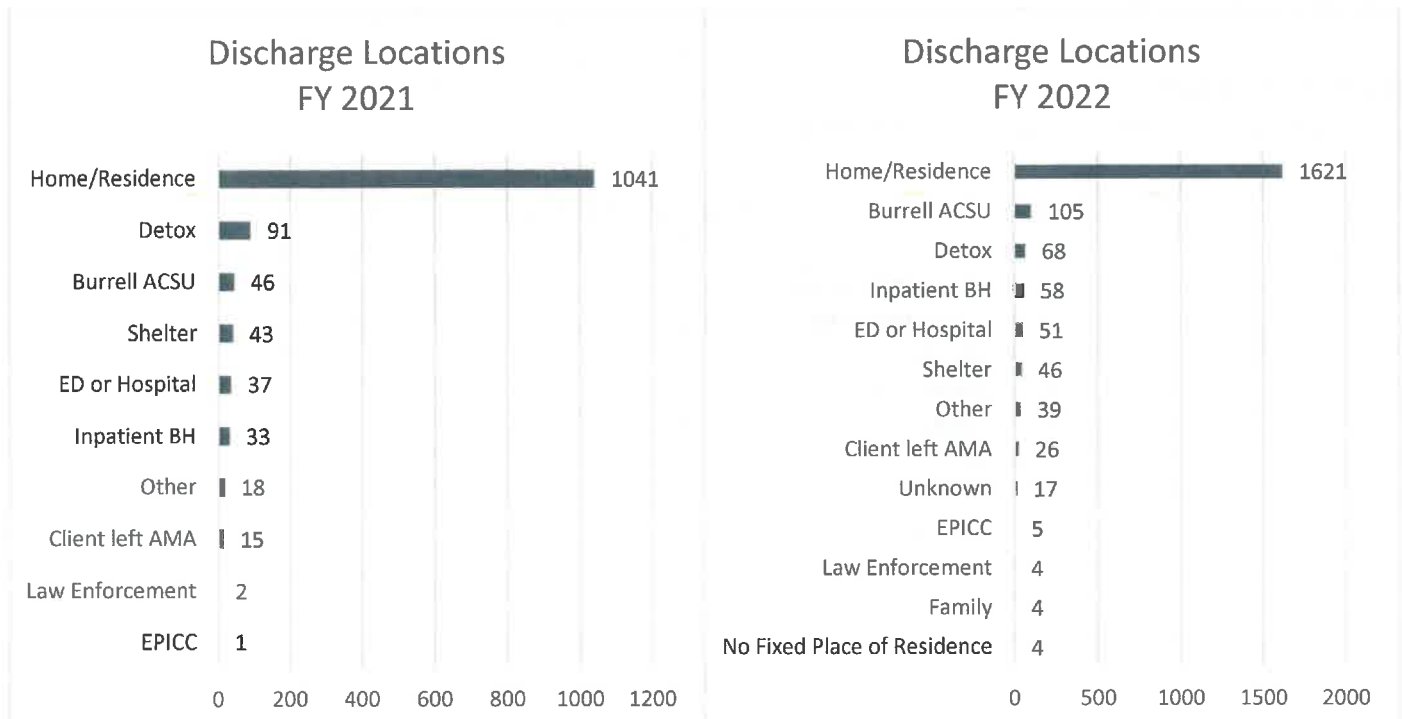 Discharge Locations
FY 2021
Home/Residence 1041
Detox 91
Burrell ACSU 46
Shelter 43
ED or Hospital 37
Inpatient BH 33
Other 18
Client left AMA 15
Law Enforcement 2
EPICC 1
0 200 400 600 800 1000 1200
Discharge Locations
FY 2022
Home/Residence 1621
Burrell ACSU 105
Detox 68
Inpatient BH 58
ED or Hospital 51
Shelter 46
Other 39
Client left AMA 26
Unknown 17
EPICC 5
Law Enforcement 4
Family 4
No Fixed Place of Residence 4
0 500 1000 1500 2000